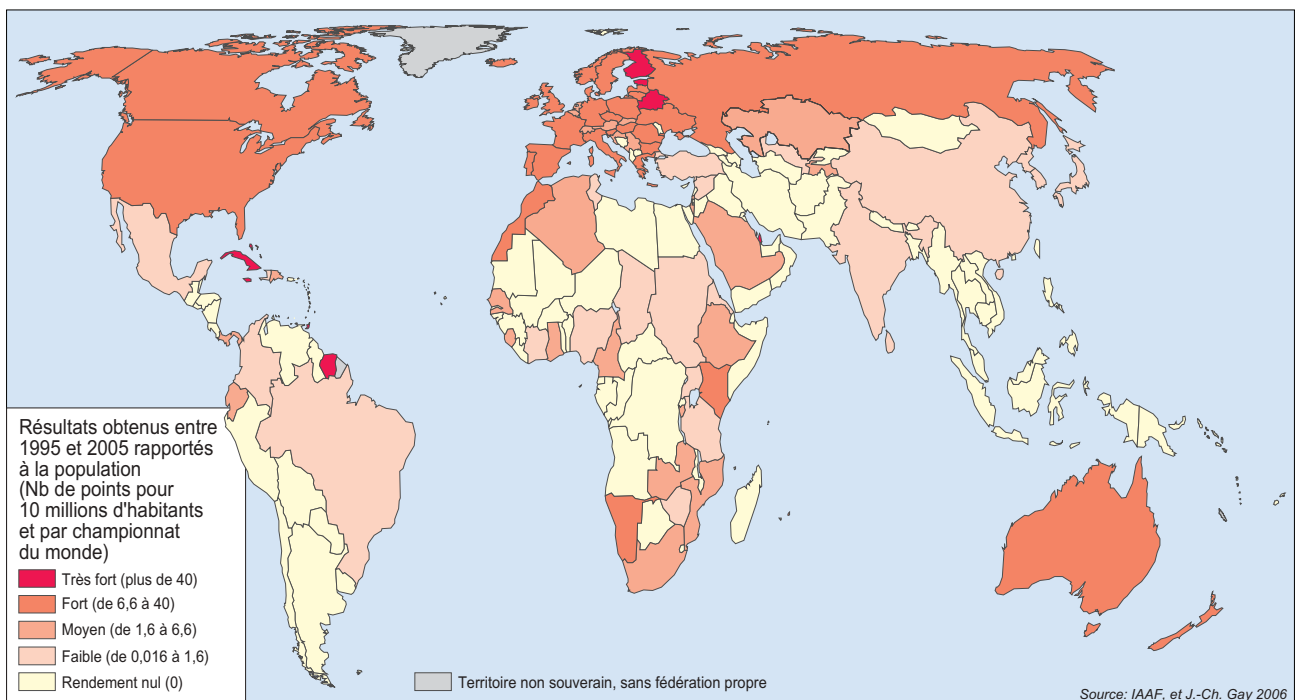 Résultats obtenus entre
1995 et 2005 rapportés
à la population
(Nb de points pour
10 millions d'habitants
et par championnat
du monde)
Très fort (plus de 40)
Fort (de 6,6 à 40)
Moyen (de 1,6 à 6,6)
Faible (de 0,016 à 1,6)
Rendement nul (0)
Territoire non souverain, sans fédération propre
Source: IAAF, et J.-Ch. Gay 2006